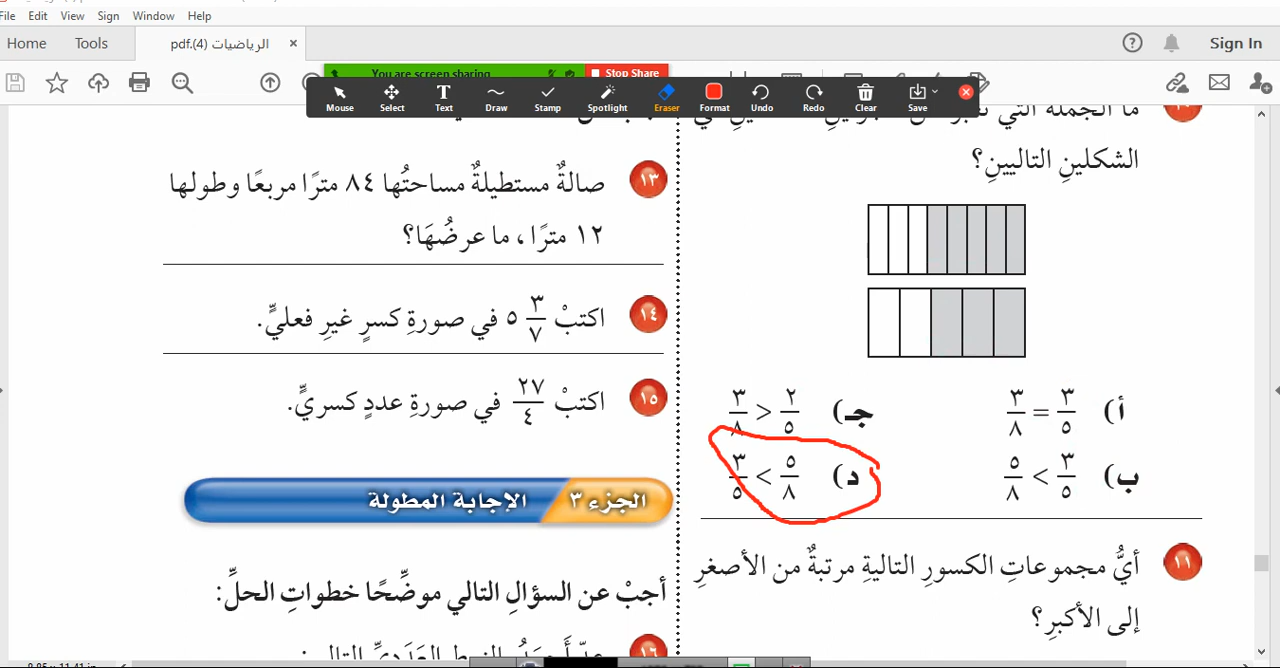 File Edit View Sign Window Help
Home Tools الرياضيات (4).pdf × Sign In
You are screen sharing Stop Share
Mouse Select Text Draw Stamp Spotlight Eraser Format Undo Redo Clear Save
الشكلينِ التاليينِ؟
أ) ٣/٥ = ٣/٨
جـ) ٢/٥ < ٣/٨
ب) ٣/٥ > ٥/٨
د) ٥/٨ > ٣/٥
١١ أيُّ مجموعاتِ الكسورِ التاليةِ مرتبةٌ من الأصغرِ
إلى الأكبرِ؟
١٣ صالةٌ مستطيلةٌ مساحتُها ٨٤ مترًا مربعًا وطولها
١٢ مترًا، ما عرضُهَا؟
١٤ اكتبْ ٥ ٣/٧ في صورةِ كسرٍ غيرِ فعليٍّ.
١٥ اكتبْ ٢٧/٤ في صورةِ عددٍ كسريٍّ.
الجزء ٣ الإجابة المطولة
أجبْ عن السؤالِ التالي موضِّحًا خطواتِ الحلِّ: